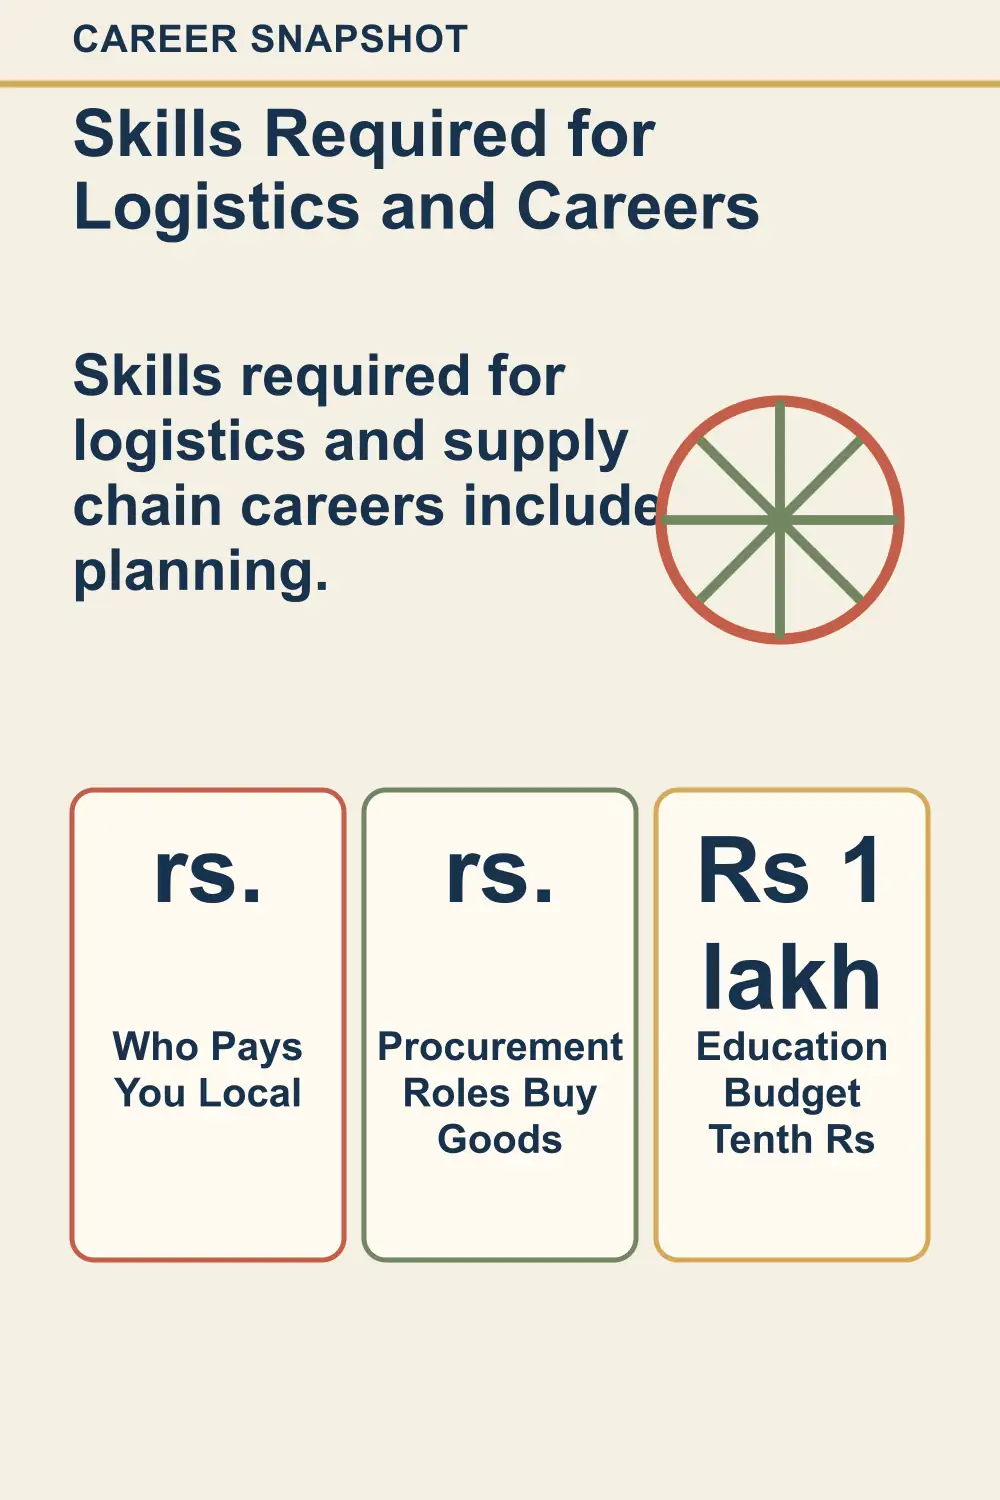 CAREER SNAPSHOT
Skills Required for
Logistics and Careers
Skills required for
logistics and supply
chain careers include
planning.
rs.
Who Pays
You Local
rs.
Procurement
Roles Buy
Goods
Rs 1
lakh
Education
Budget
Tenth Rs